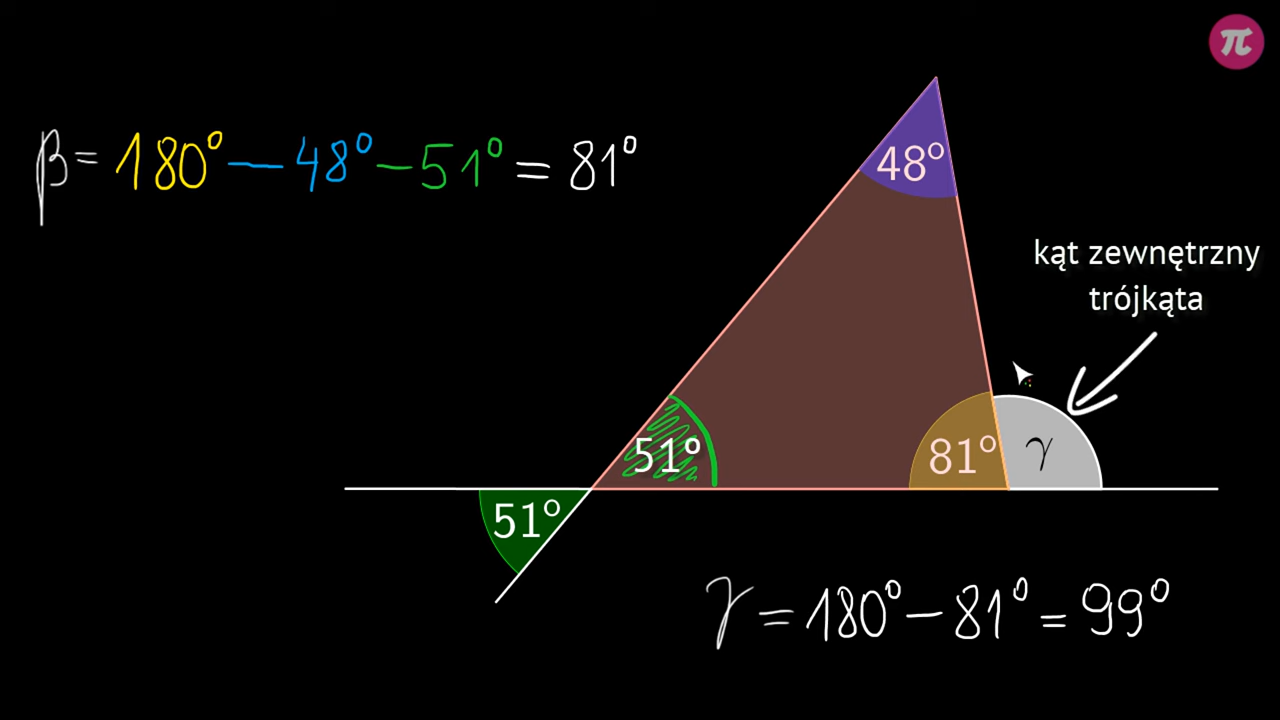 π
β = 180° – 48° – 51° = 81°
48°
kąt zewnętrzny
trójkąta
51°
81°
γ
51°
γ = 180° – 81° = 99°